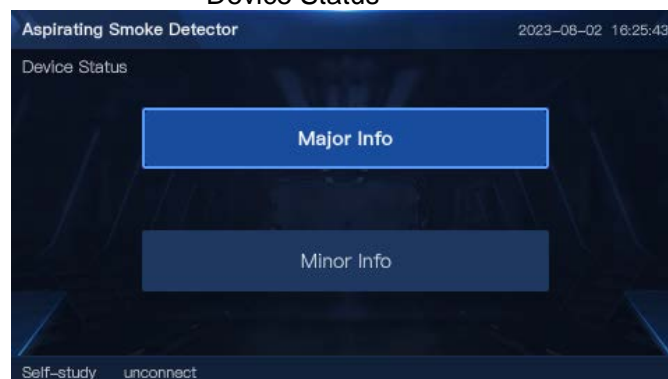 Device Status
Aspirating Smoke Detector 2023-08-02 16:25:43
Device Status
Major Info
Minor Info
Self-study unconnect